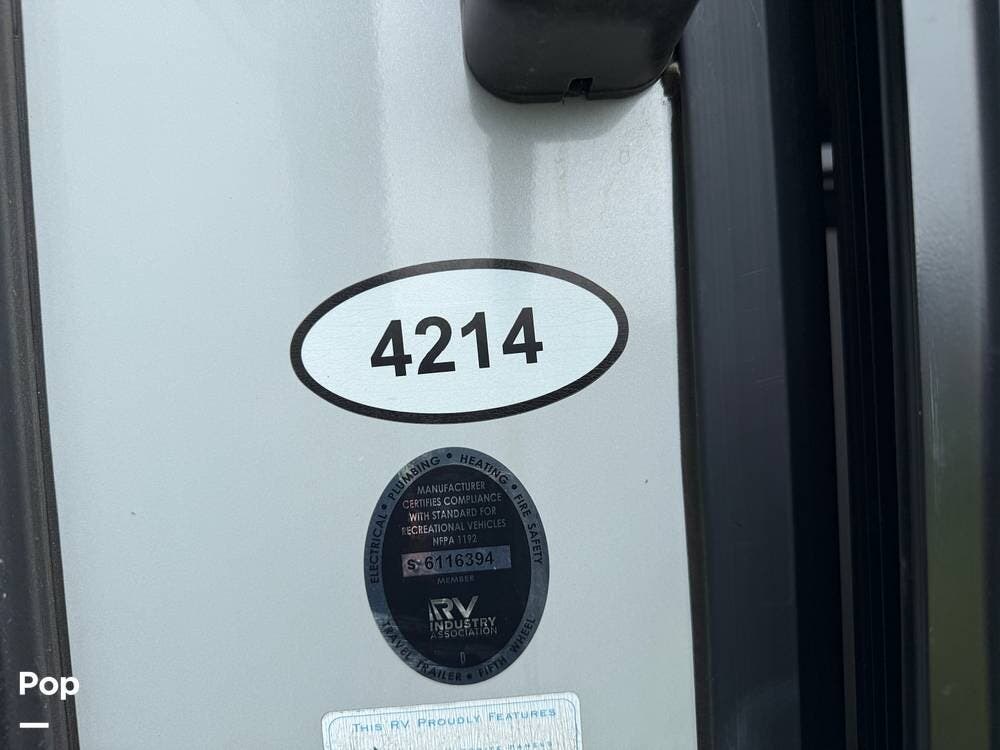 4214
ELECTRICAL • PLUMBING • HEATING • FIRE SAFETY
MANUFACTURER
CERTIFIES COMPLIANCE
WITH STANDARD FOR
RECREATIONAL VEHICLES
NFPA 1192
S- 6116394
MEMBER
RV
INDUSTRY
ASSOCIATION
TRAVEL TRAILER • FIFTH WHEEL
Pop
THIS RV PROUDLY FEATURES